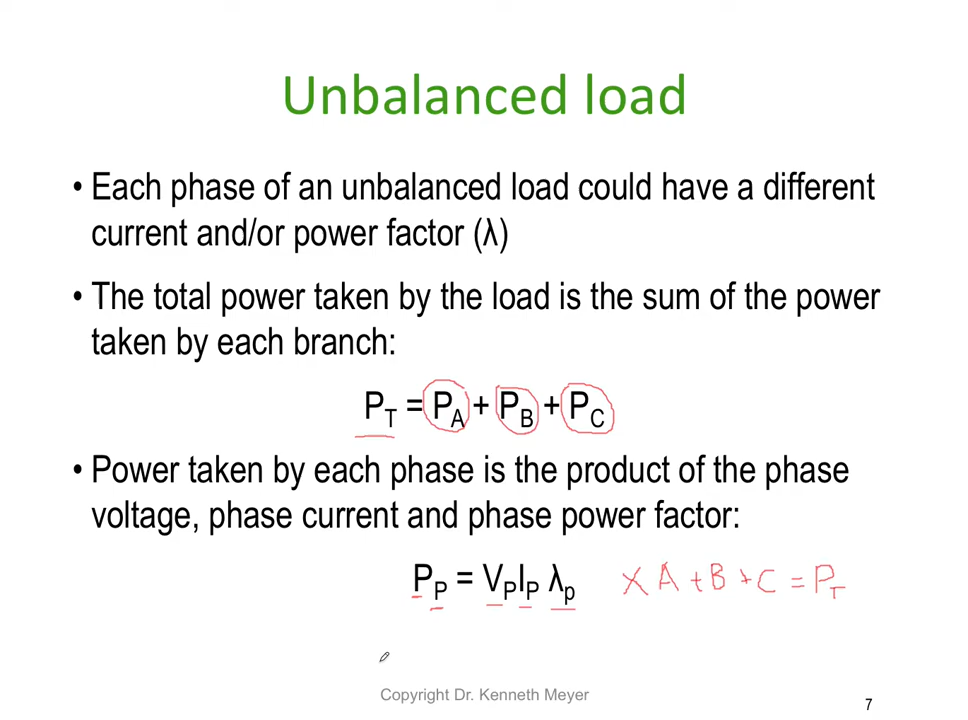 Unbalanced load
• Each phase of an unbalanced load could have a different
current and/or power factor (λ)
• The total power taken by the load is the sum of the power
taken by each branch:
P_T = P_A + P_B + P_C
• Power taken by each phase is the product of the phase
voltage, phase current and phase power factor:
P_P = V_P I_P λ_p X A + B + C = P_T
Copyright Dr. Kenneth Meyer
7